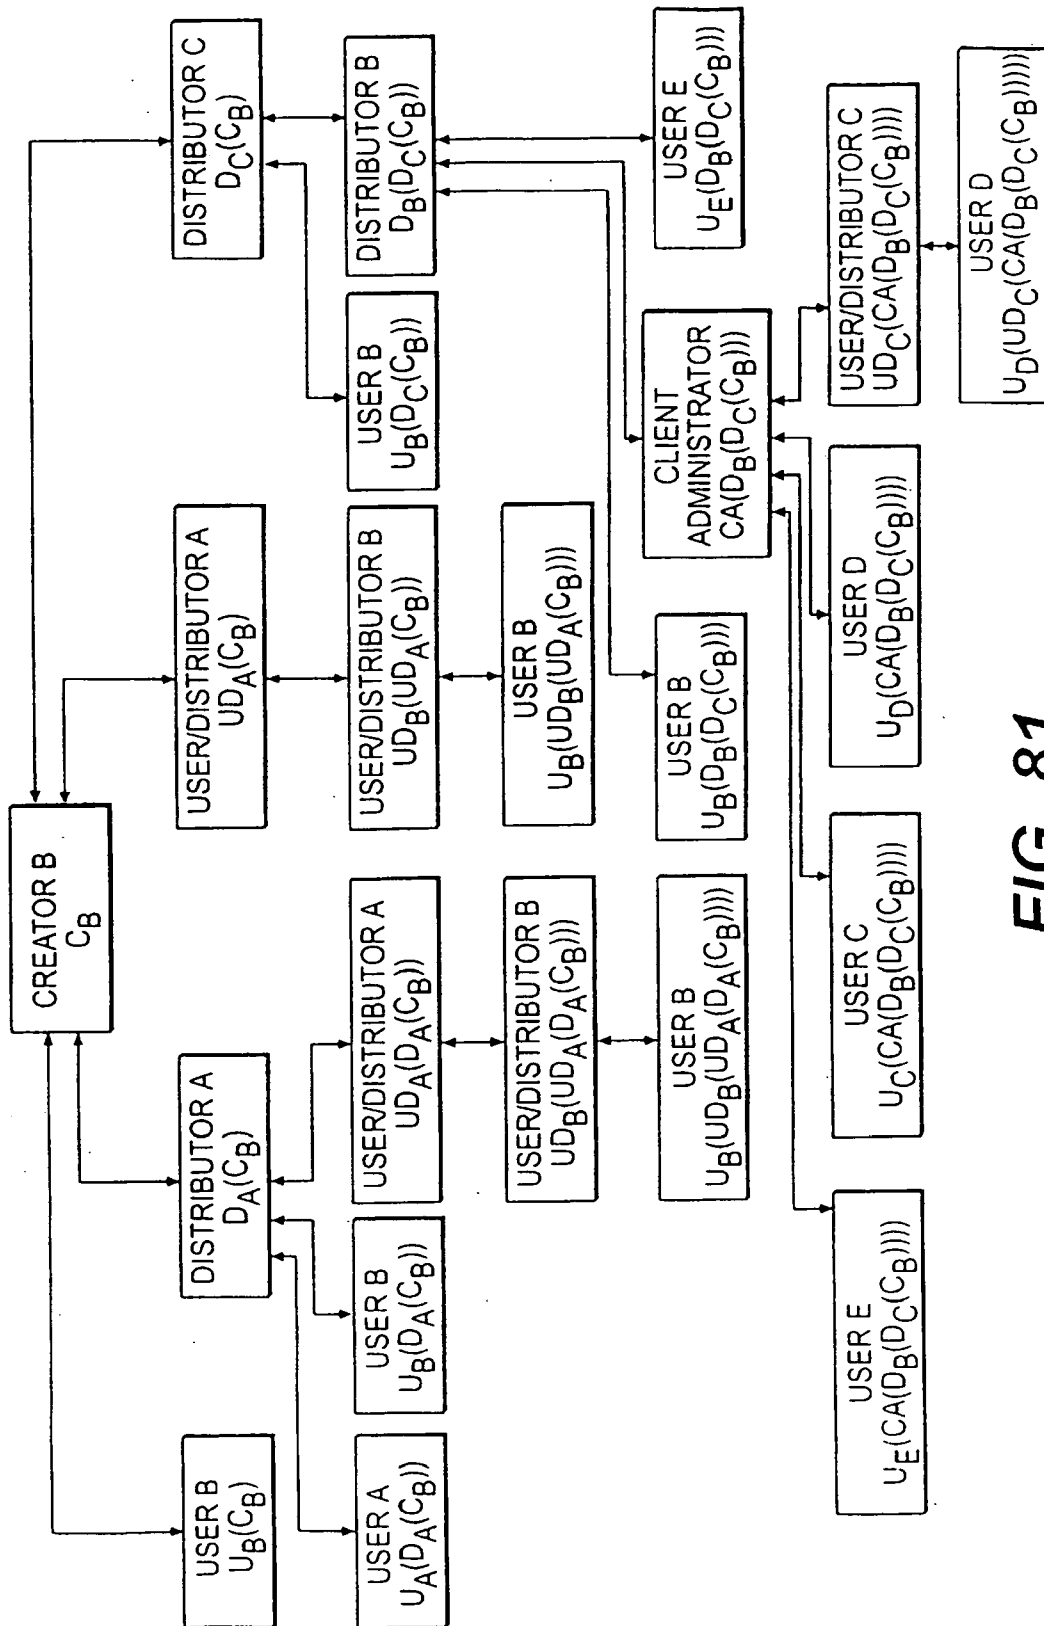 CREATOR B
C_B
USER B
U_B(C_B)
DISTRIBUTOR A
D_A(C_B)
USER/DISTRIBUTOR A
UD_A(C_B)
DISTRIBUTOR C
D_C(C_B)
USER A
U_A(D_A(C_B))
USER B
U_B(D_A(C_B))
USER/DISTRIBUTOR A
UD_A(D_A(C_B))
USER/DISTRIBUTOR B
UD_B(UD_A(C_B))
USER B
U_B(D_C(C_B))
DISTRIBUTOR B
D_B(D_C(C_B))
USER/DISTRIBUTOR B
UD_B(UD_A(D_A(C_B)))
USER B
U_B(UD_B(UD_A(C_B)))
USER B
U_B(UD_B(UD_A(D_A(C_B))))
USER B
U_B(D_B(D_C(C_B)))
CLIENT
ADMINISTRATOR
CA(D_B(D_C(C_B)))
USER E
U_E(D_B(D_C(C_B)))
USER E
U_E(CA(D_B(D_C(C_B))))
USER C
U_C(CA(D_B(D_C(C_B))))
USER D
U_D(CA(D_B(D_C(C_B))))
USER/DISTRIBUTOR C
UD_C(CA(D_B(D_C(C_B))))
USER D
U_D(UD_C(CA(D_B(D_C(C_B)))))
FIG. 81